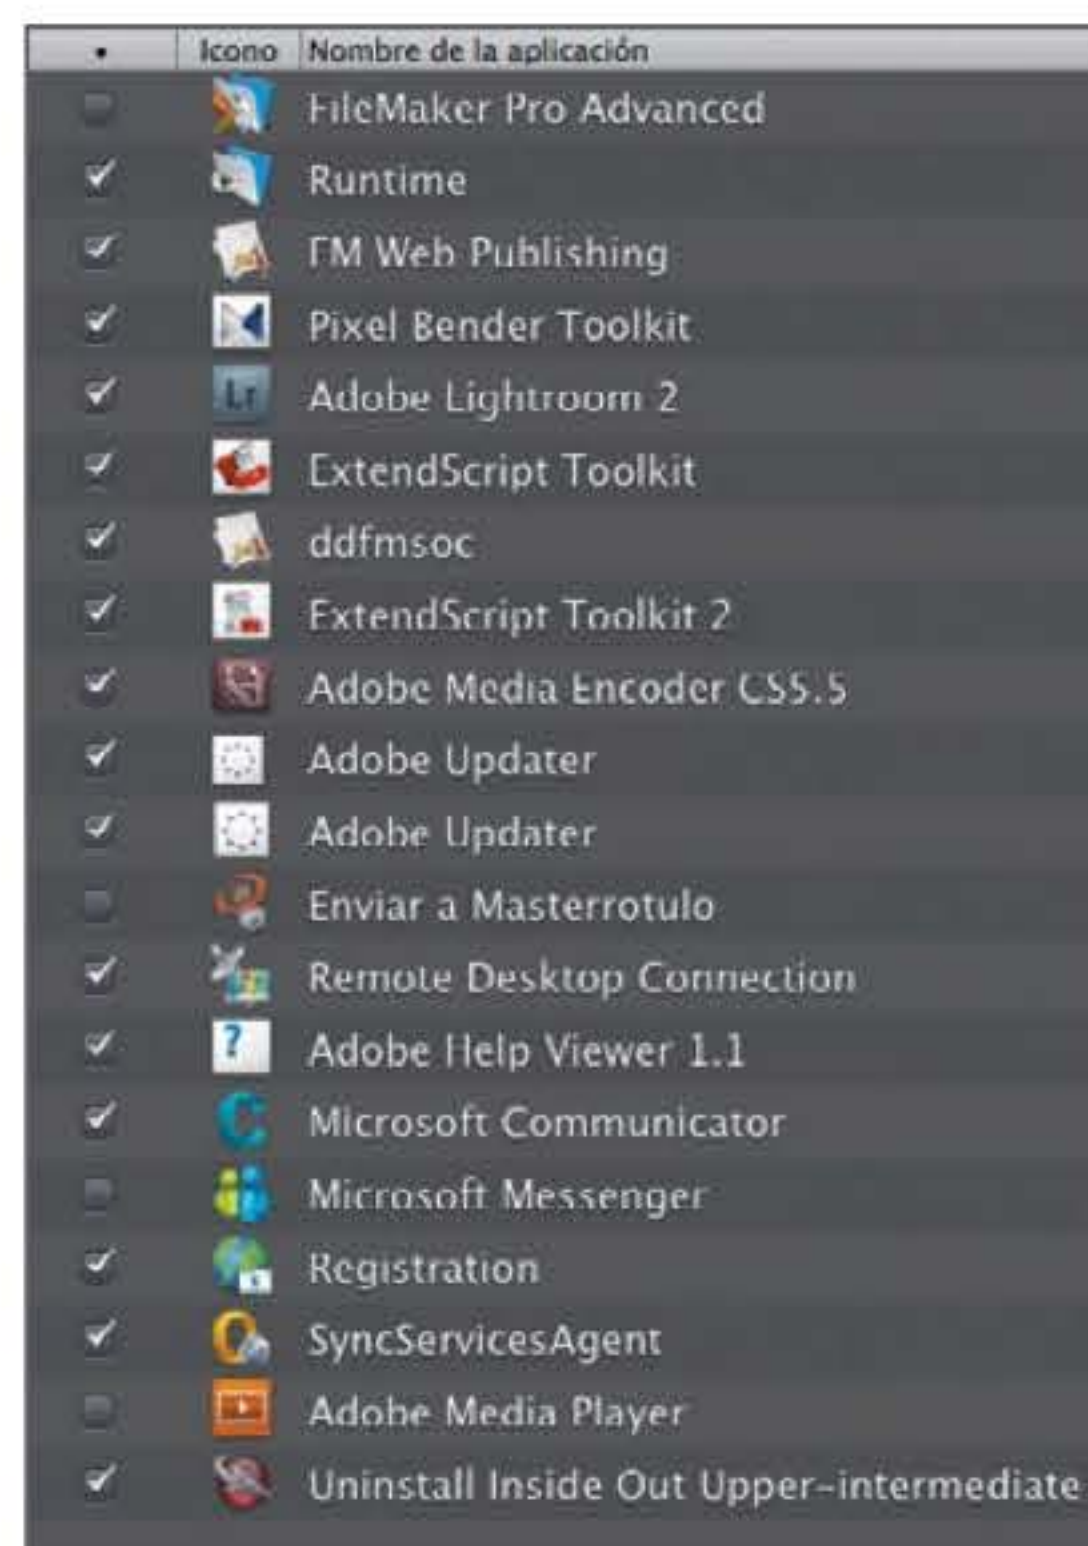 Icono Nombre de la aplicación
FileMaker Pro Advanced
Runtime
FM Web Publishing
Pixel Bender Toolkit
Lr Adobe Lightroom 2
ExtendScript Toolkit
ddfmsoc
ExtendScript Toolkit 2
Adobe Media Encoder CS5.5
Adobe Updater
Adobe Updater
Enviar a Masterrotulo
Remote Desktop Connection
? Adobe Help Viewer 1.1
Microsoft Communicator
Microsoft Messenger
Registration
SyncServicesAgent
Adobe Media Player
Uninstall Inside Out Upper-intermediate